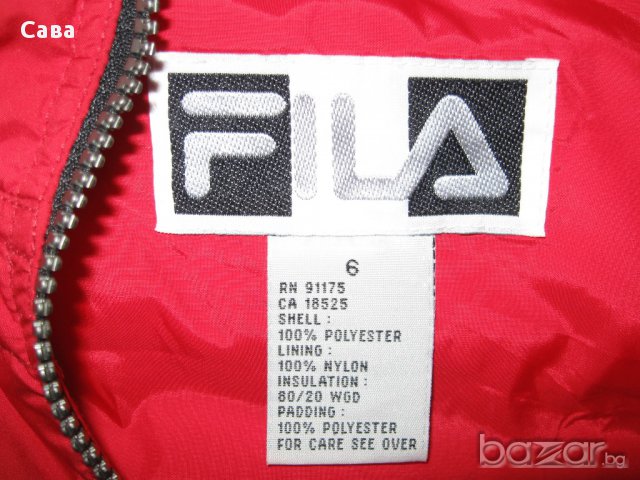 Сава
FILA
6
RN 91175
CA 18525
SHELL :
100% POLYESTER
LINING :
100% NYLON
INSULATION :
80/20 WGD
PADDING :
100% POLYESTER
FOR CARE SEE OVER
bazar.bg